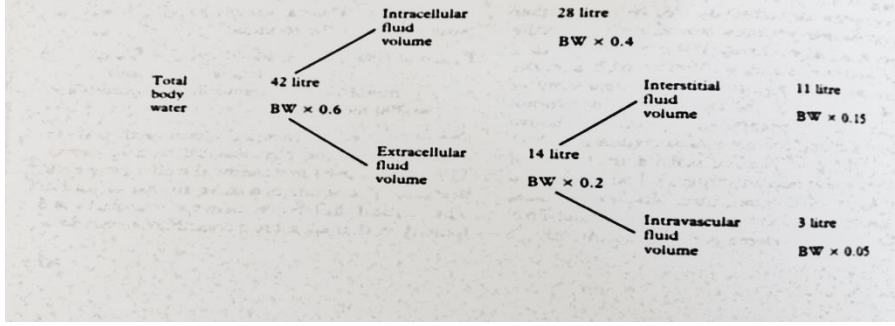 Intracellular
fluid
volume
28 litre
BW × 0.4
Total
body
water
42 litre
BW × 0.6
Extracellular
fluid
volume
14 litre
BW × 0.2
Interstitial
fluid
volume
11 litre
BW × 0.15
Intravascular
fluid
volume
3 litre
BW × 0.05